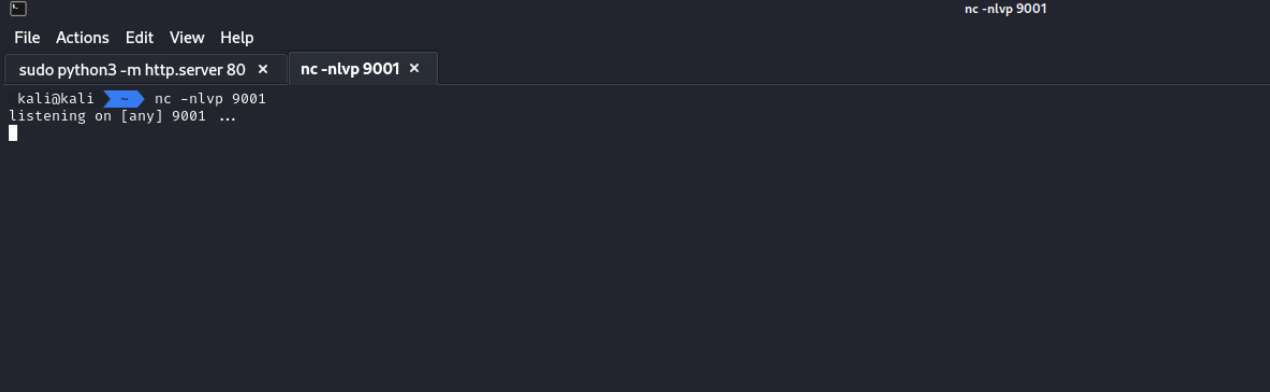 nc -nlvp 9001
File Actions Edit View Help
sudo python3 -m http.server 80 × nc -nlvp 9001 ×
kali@kali ~ nc -nlvp 9001
listening on [any] 9001 ...